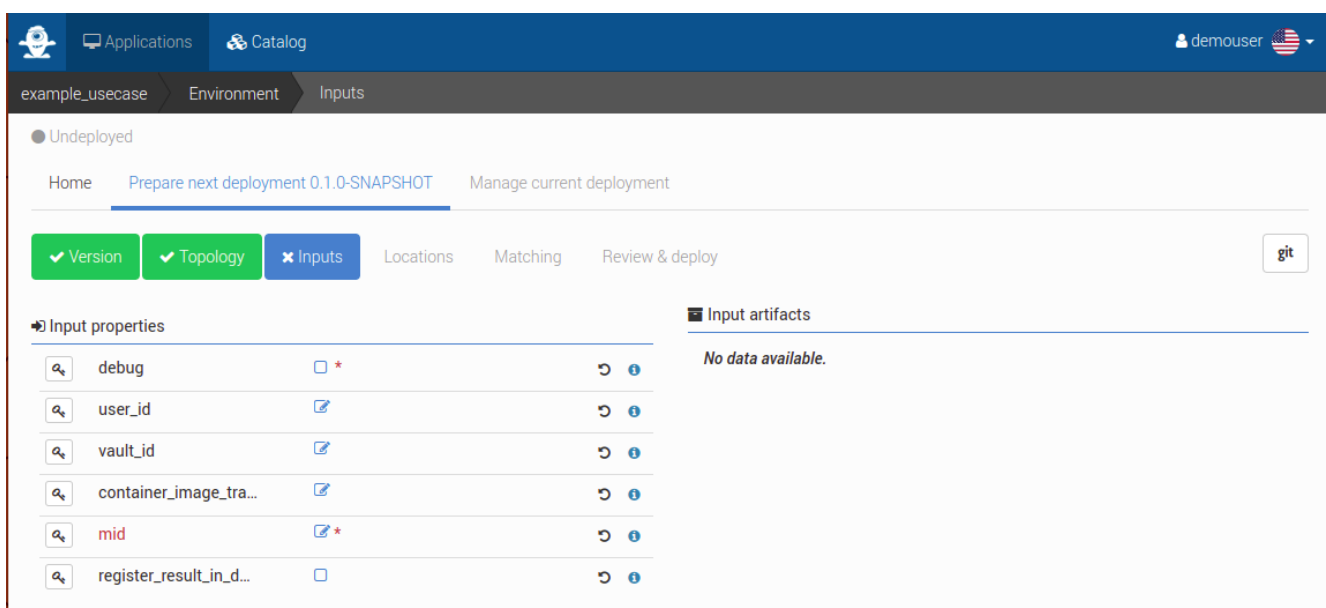 Applications Catalog demouser
example_usecase Environment Inputs
Undeployed
Home Prepare next deployment 0.1.0-SNAPSHOT Manage current deployment
Version Topology Inputs Locations Matching Review & deploy git
Input properties
debug *
user_id
vault_id
container_image_tra...
mid *
register_result_in_d...
Input artifacts
No data available.